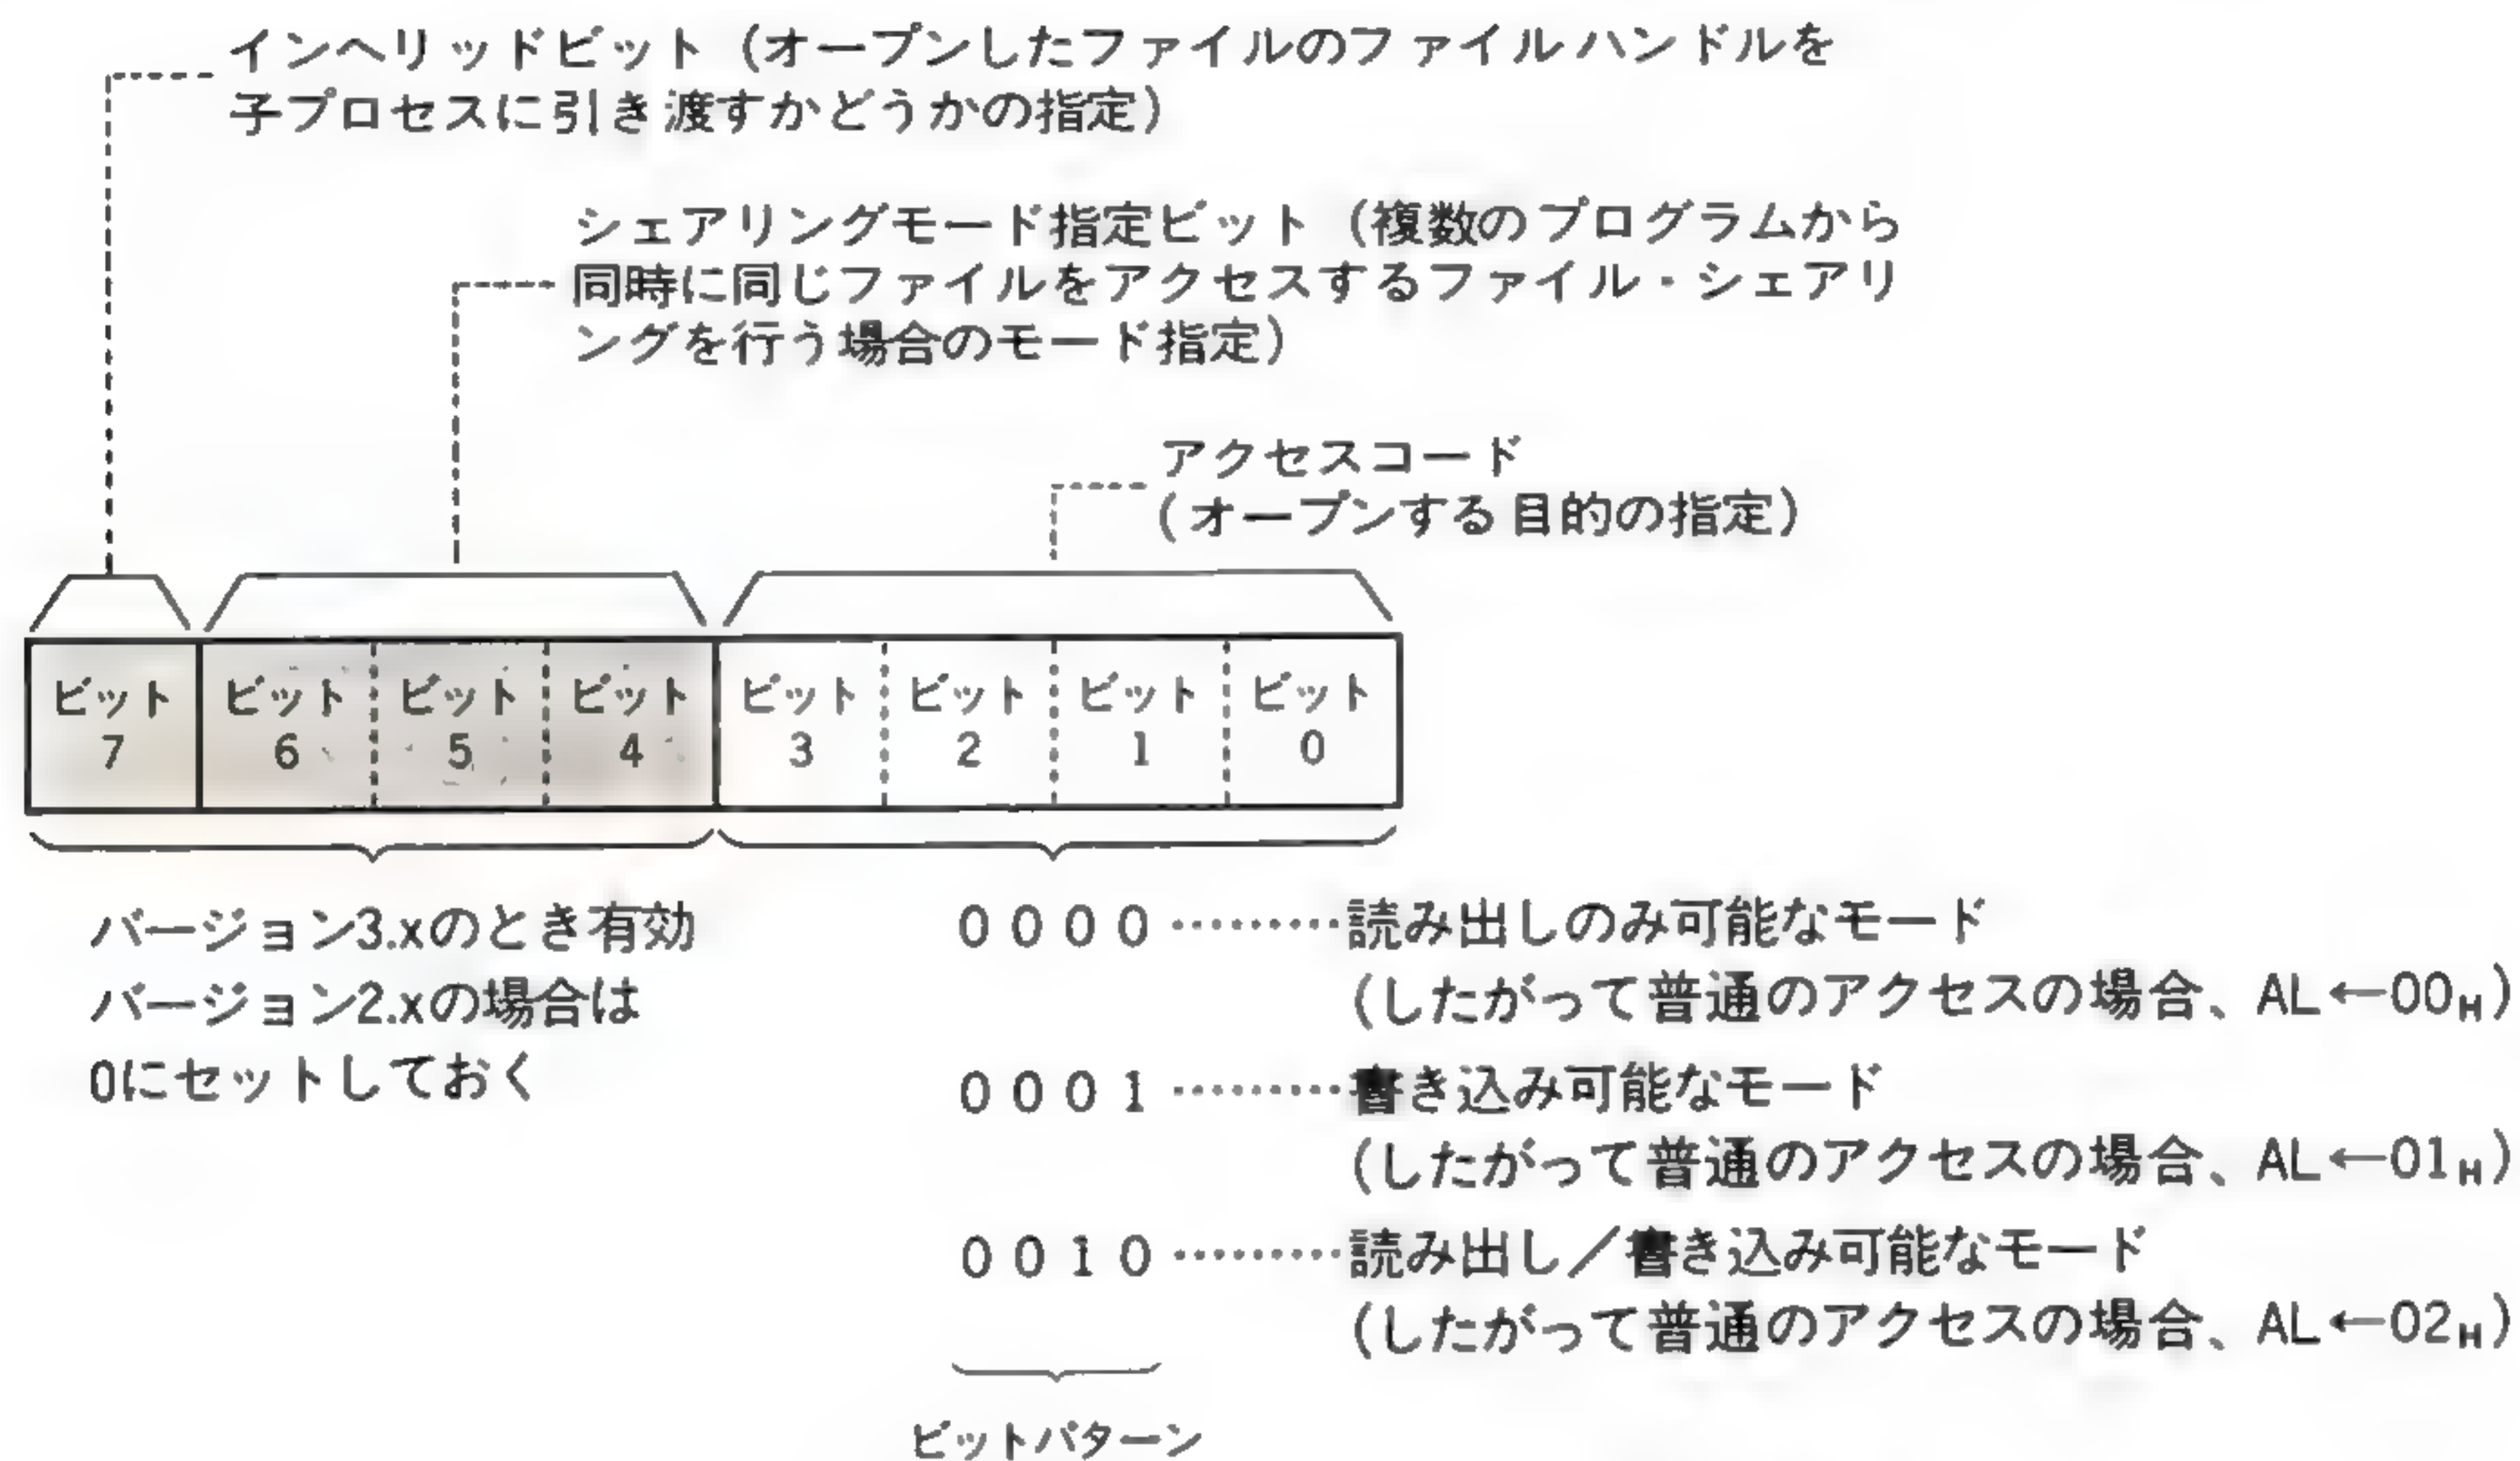 インヘリッドビット（オープンしたファイルのファイルハンドルを
子プロセスに引き渡すかどうかの指定）
シェアリングモード指定ビット（複数のプログラムから
同時に同じファイルをアクセスするファイル・シェアリ
ングを行う場合のモード指定）
アクセスコード
（オープンする目的の指定）
ビット ビット ビット ビット ビット ビット ビット ビット
7 6 5 4 3 2 1 0
バージョン3.xのとき有効
バージョン2.xの場合は
0にセットしておく
0 0 0 0 ………読み出しのみ可能なモード
（したがって普通のアクセスの場合、AL←00H）
0 0 0 1 ………書き込み可能なモード
（したがって普通のアクセスの場合、AL←01H）
0 0 1 0 ………読み出し／書き込み可能なモード
（したがって普通のアクセスの場合、AL←02H）
ビットパターン